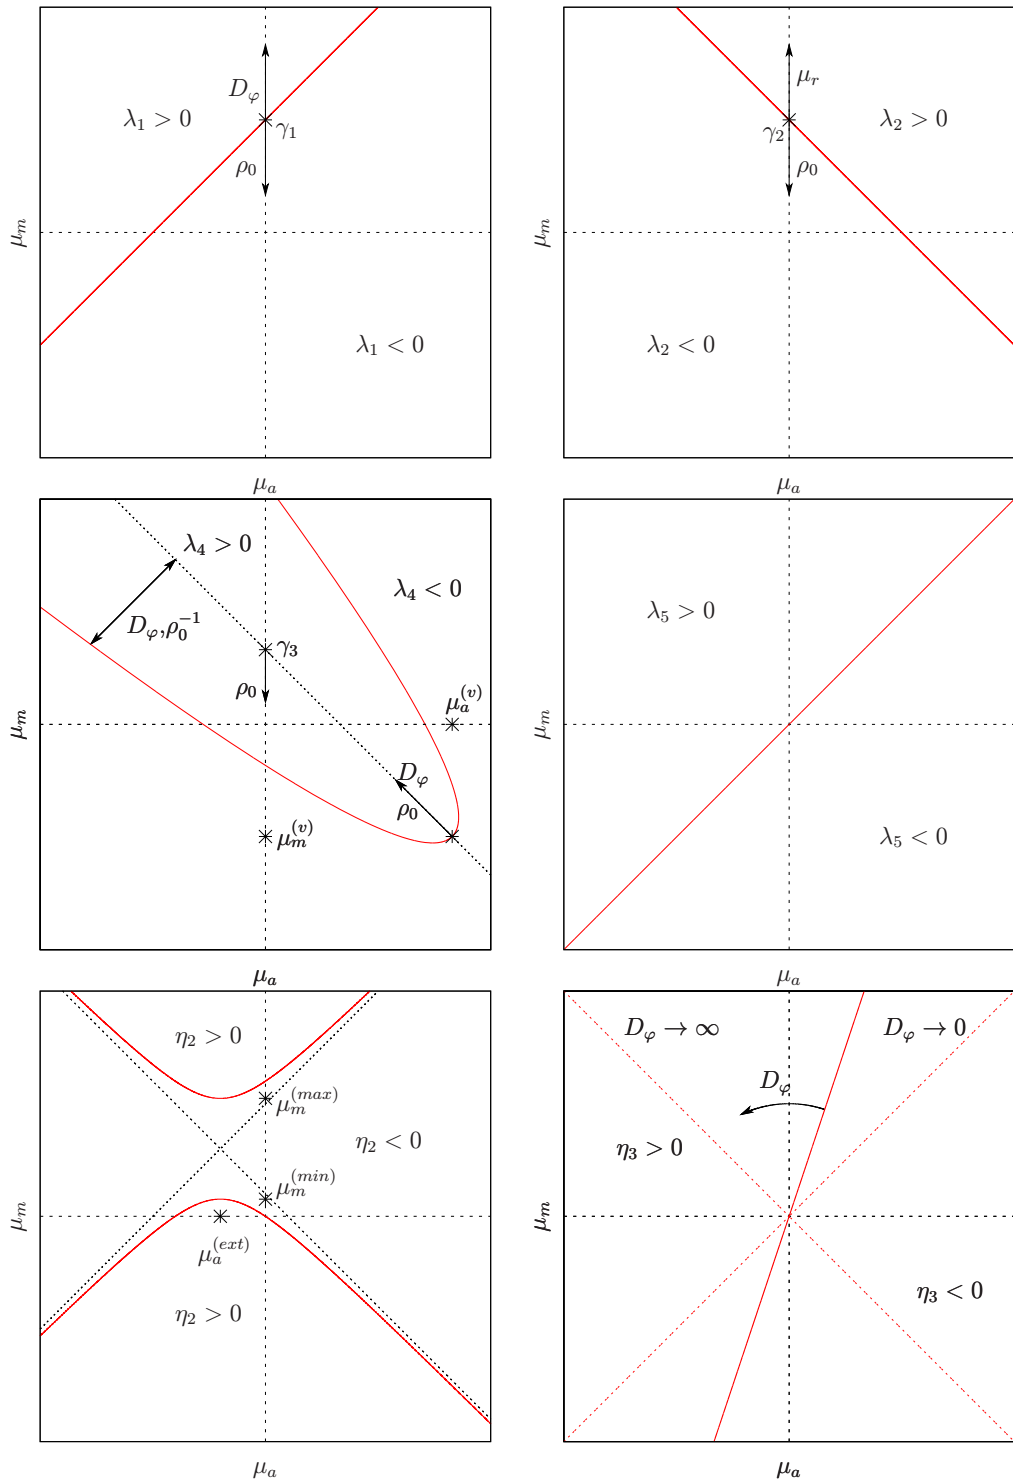 D_φ
λ₁ > 0
γ₁
ρ₀
μ_m
λ₁ < 0
μ_a
μ_r
λ₂ > 0
γ₂
ρ₀
μ_m
λ₂ < 0
μ_a
λ₄ > 0
λ₄ < 0
D_φ,ρ₀⁻¹
γ₃
ρ₀
μ_a^(v)
μ_m
D_φ
ρ₀
μ_m^(v)
μ_a
λ₅ > 0
μ_m
λ₅ < 0
μ_a
η₂ > 0
μ_m^(max)
η₂ < 0
μ_m^(min)
μ_m
μ_a^(ext)
η₂ > 0
μ_a
D_φ → ∞
D_φ → 0
D_φ
η₃ > 0
μ_m
η₃ < 0
μ_a